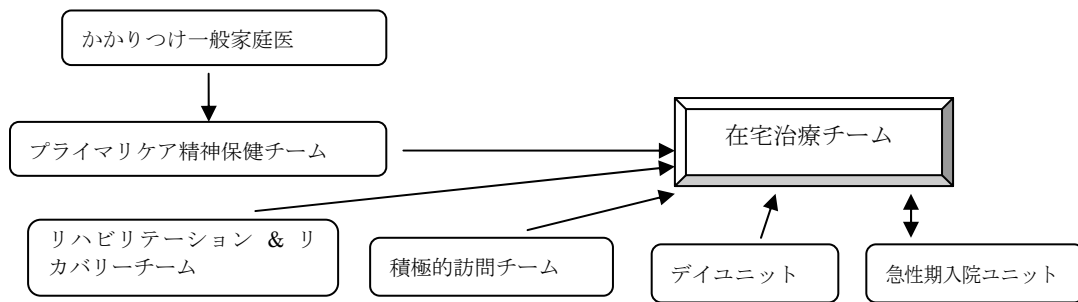 かかりつけ一般家庭医
在宅治療チーム
プライマリケア精神保健チーム
リハビリテーション & リ
カバリーチーム
積極的訪問チーム
デイユニット
急性期入院ユニット